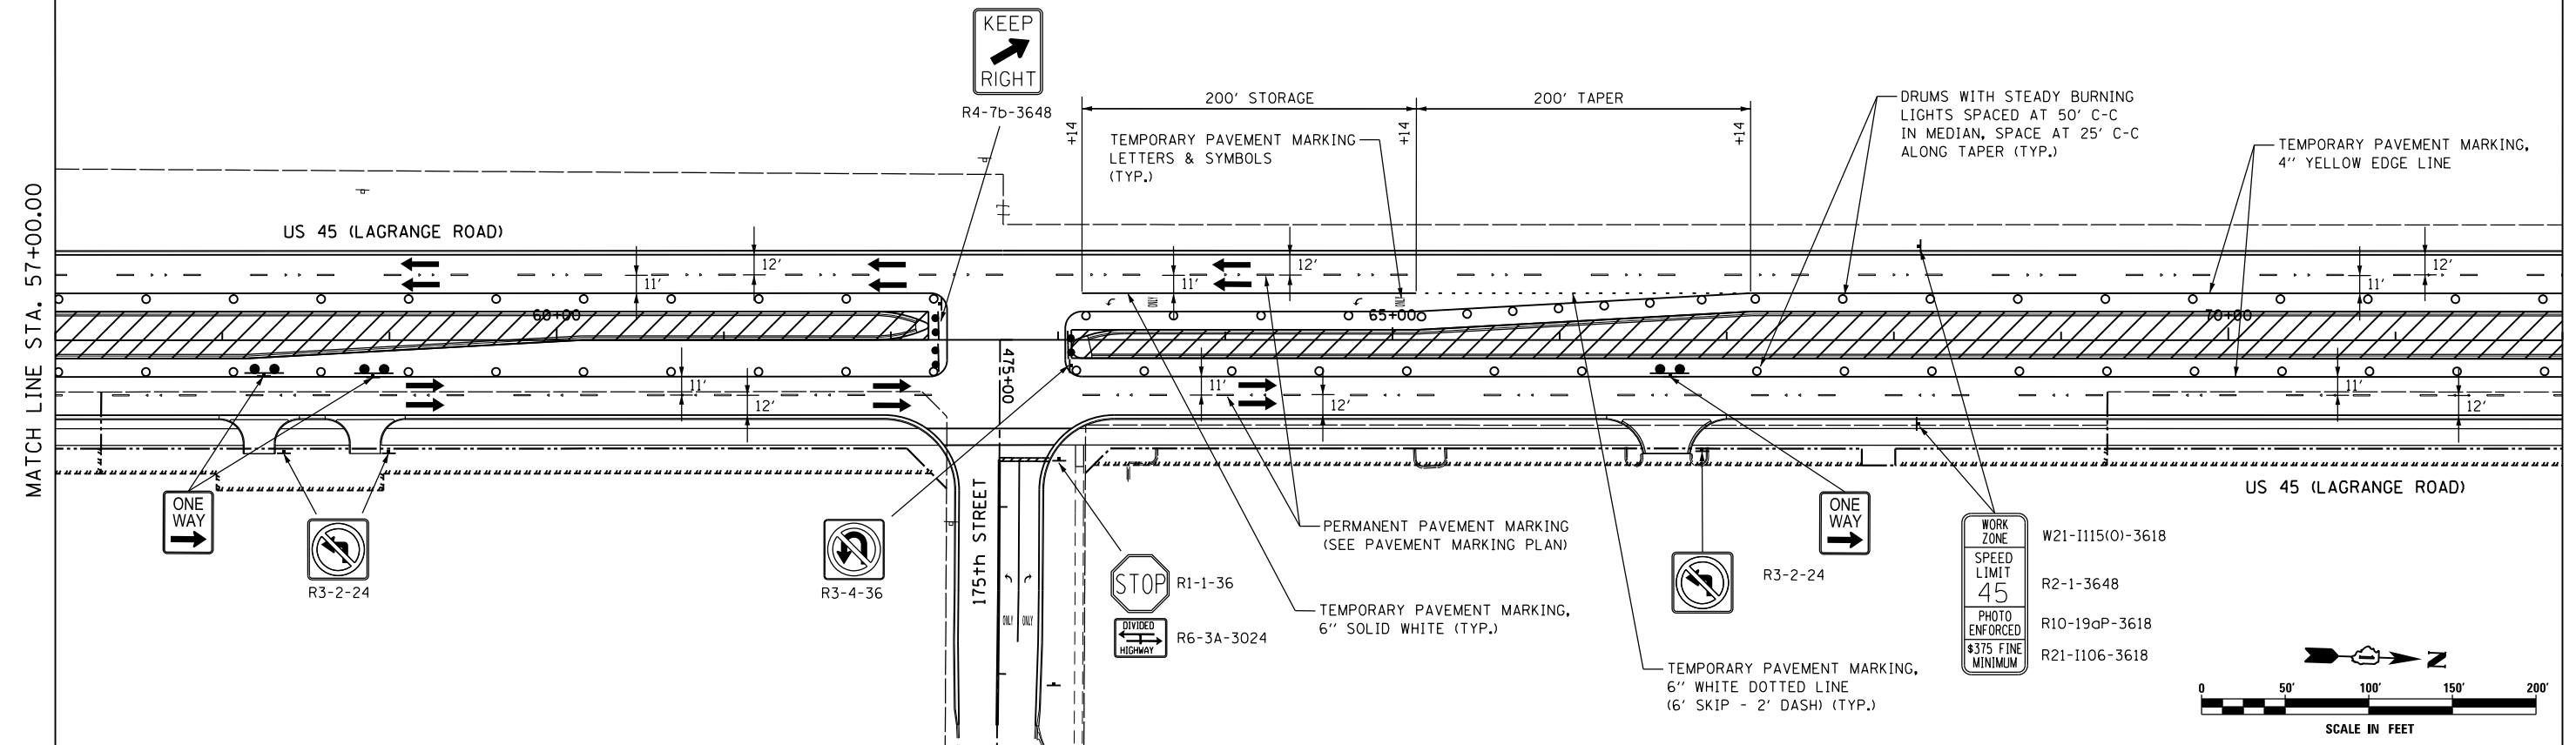 KEEP
RIGHT
R4-7b-3648
200' STORAGE
200' TAPER
+14
+14
+14
TEMPORARY PAVEMENT MARKING
LETTERS & SYMBOLS
(TYP.)
DRUMS WITH STEADY BURNING
LIGHTS SPACED AT 50' C-C
IN MEDIAN, SPACE AT 25' C-C
ALONG TAPER (TYP.)
TEMPORARY PAVEMENT MARKING,
4" YELLOW EDGE LINE
MATCH LINE STA. 57+00.00
US 45 (LAGRANGE ROAD)
12'
11'
12'
11'
12'
11'
ONLY
ONLY
60+00
65+00
70+00
475+00
11'
12'
11'
12'
11'
12'
US 45 (LAGRANGE ROAD)
ONE
WAY
R3-2-24
R3-4-36
175th STREET
ONLY
ONLY
STOP
R1-1-36
DIVIDED
HIGHWAY
R6-3A-3024
PERMANENT PAVEMENT MARKING
(SEE PAVEMENT MARKING PLAN)
TEMPORARY PAVEMENT MARKING,
6" SOLID WHITE (TYP.)
TEMPORARY PAVEMENT MARKING,
6" WHITE DOTTED LINE
(6' SKIP - 2' DASH) (TYP.)
R3-2-24
ONE
WAY
WORK
ZONE
W21-I115(O)-3618
SPEED
LIMIT
45
R2-1-3648
PHOTO
ENFORCED
R10-19aP-3618
$375 FINE
MINIMUM
R21-I106-3618
N
0 50' 100' 150' 200'
SCALE IN FEET